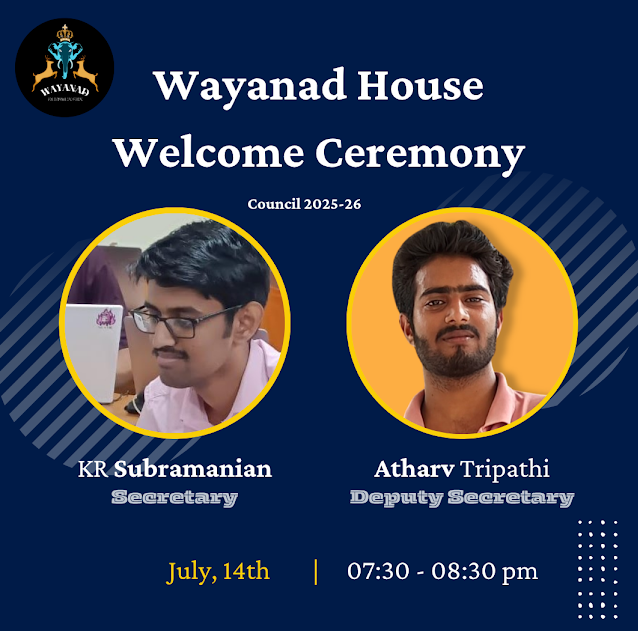 WAYANAD
Wayanad House
Welcome Ceremony
Council 2025-26
KR Subramanian
Atharv Tripathi
Secretary
Deputy Secretary
July, 14th | 07:30 - 08:30 pm